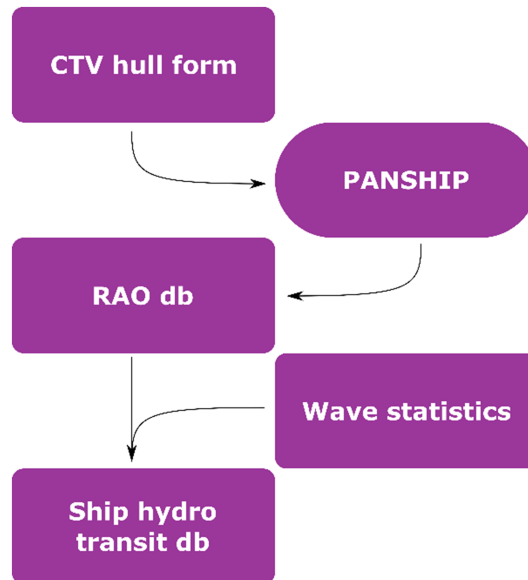 CTV hull form
PANSHIP
RAO db
Wave statistics
Ship hydro
transit db